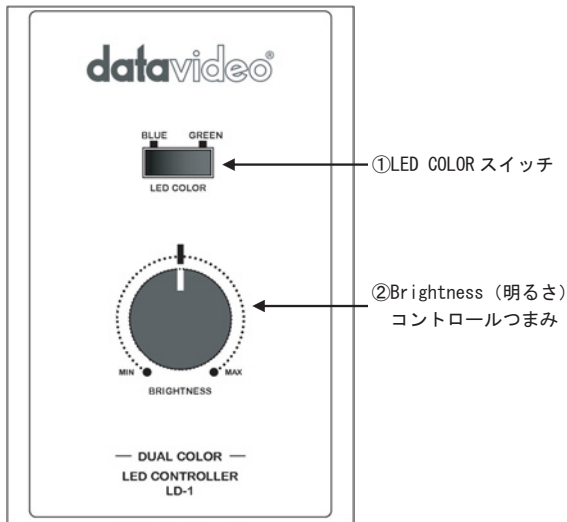 datavideo®
BLUE GREEN
LED COLOR
①LED COLOR スイッチ
②Brightness（明るさ）
コントロールつまみ
MIN MAX
BRIGHTNESS
DUAL COLOR
LED CONTROLLER
LD-1